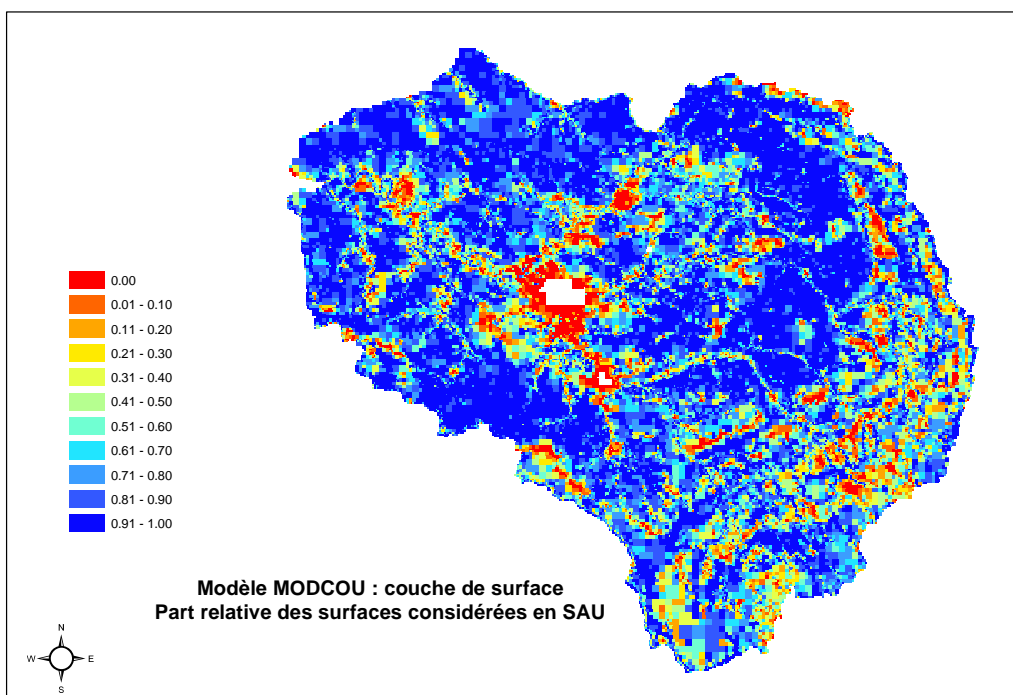 0.00
0.01 - 0.10
0.11 - 0.20
0.21 - 0.30
0.31 - 0.40
0.41 - 0.50
0.51 - 0.60
0.61 - 0.70
0.71 - 0.80
0.81 - 0.90
0.91 - 1.00
Modèle MODCOU : couche de surface
Part relative des surfaces considérées en SAU
N
W E
S